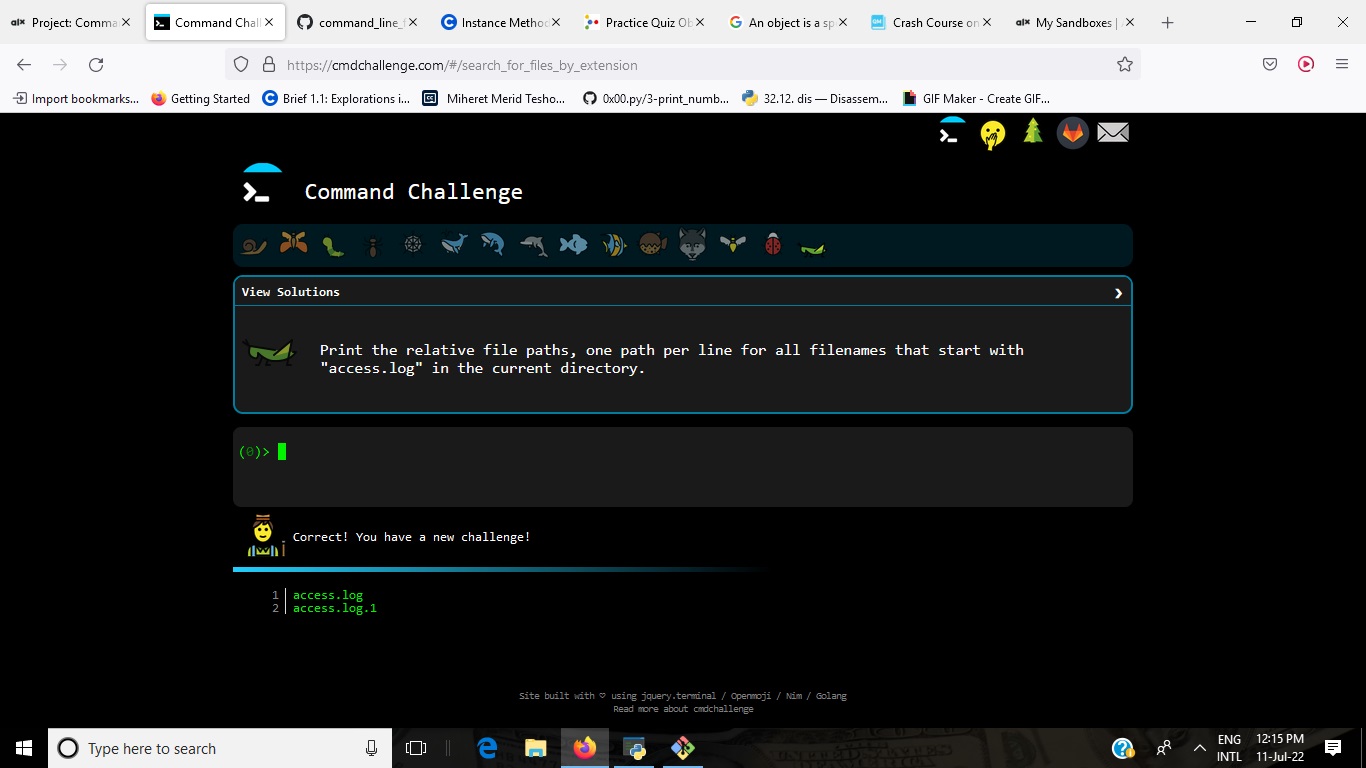 Project: Comma
Command Chal
command_line_
Instance Metho
Practice Quiz Ob
An object is a sp
Crash Course on
My Sandboxes |
https://cmdchallenge.com/#/search_for_files_by_extension
Import bookmarks...
Getting Started
Brief 1.1: Explorations i...
Miheret Merid Tesho...
0x00.py/3-print_numb...
32.12. dis — Disassem...
GIF Maker - Create GIF...
Command Challenge
View Solutions
Print the relative file paths, one path per line for all filenames that start with
"access.log" in the current directory.
(0)>
Correct! You have a new challenge!
1 access.log
2 access.log.1
Site built with ♡ using jquery.terminal / Openmoji / Nim / Golang
Read more about cmdchallenge
Type here to search
ENG
INTL
12:15 PM
11-Jul-22